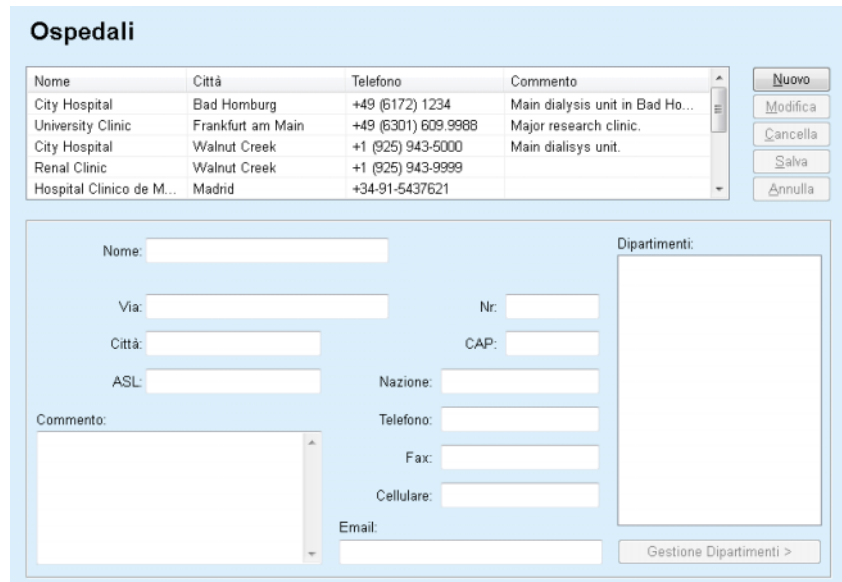 Ospedali
Nome Città Telefono Commento
City Hospital Bad Homburg +49 (6172) 1234 Main dialysis unit in Bad Ho...
University Clinic Frankfurt am Main +49 (6301) 609.9988 Major research clinic.
City Hospital Walnut Creek +1 (925) 943-5000 Main dialisys unit.
Renal Clinic Walnut Creek +1 (925) 943-9999
Hospital Clinico de M... Madrid +34-91-5437621
Nuovo
Modifica
Cancella
Salva
Annulla
Nome:
Via: Nr:
Città: CAP:
ASL: Nazione:
Commento: Telefono:
Fax:
Cellulare:
Email:
Dipartimenti:
Gestione Dipartimenti >